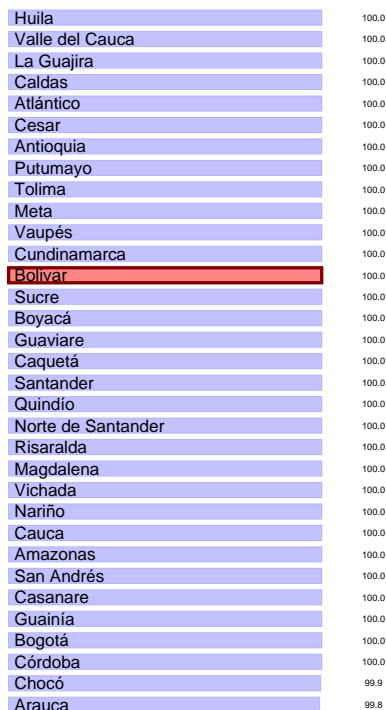 Huila 100.0
Valle del Cauca 100.0
La Guajira 100.0
Caldas 100.0
Atlántico 100.0
Cesar 100.0
Antioquia 100.0
Putumayo 100.0
Tolima 100.0
Meta 100.0
Vaupés 100.0
Cundinamarca 100.0
Bolivar 100.0
Sucre 100.0
Boyacá 100.0
Guaviare 100.0
Caquetá 100.0
Santander 100.0
Quindío 100.0
Norte de Santander 100.0
Risaralda 100.0
Magdalena 100.0
Vichada 100.0
Nariño 100.0
Cauca 100.0
Amazonas 100.0
San Andrés 100.0
Casanare 100.0
Guainía 100.0
Bogotá 100.0
Córdoba 100.0
Chocó 99.9
Arauca 99.8